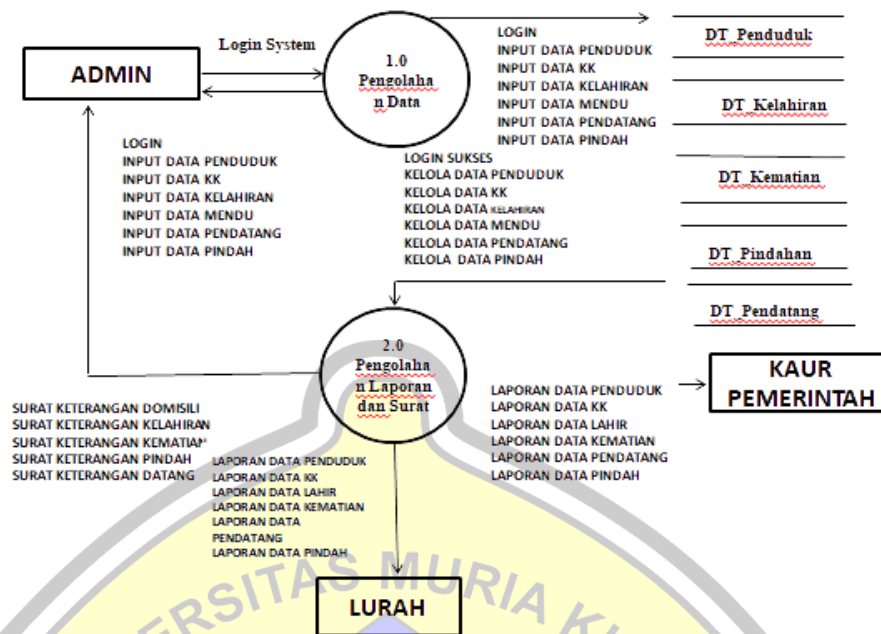 ADMIN
Login System
1.0
Pengolaha
n Data
LOGIN
INPUT DATA PENDUDUK
INPUT DATA KK
INPUT DATA KELAHIRAN
INPUT DATA MENDU
INPUT DATA PENDATANG
INPUT DATA PINDAH
DT_Penduduk
DT_Kelahiran
DT_Kematian
DT_Pindahan
DT_Pendatang
LOGIN
INPUT DATA PENDUDUK
INPUT DATA KK
INPUT DATA KELAHIRAN
INPUT DATA MENDU
INPUT DATA PENDATANG
INPUT DATA PINDAH
LOGIN SUKSES
KELOLA DATA PENDUDUK
KELOLA DATA KK
KELOLA DATA KELAHIRAN
KELOLA DATA MENDU
KELOLA DATA PENDATANG
KELOLA DATA PINDAH
2.0
Pengolaha
n Laporan
dan Surat
KAUR
PEMERINTAH
SURAT KETERANGAN DOMISILI
SURAT KETERANGAN KELAHIRAN
SURAT KETERANGAN KEMATIAN
SURAT KETERANGAN PINDAH
SURAT KETERANGAN DATANG
LAPORAN DATA PENDUDUK
LAPORAN DATA KK
LAPORAN DATA LAHIR
LAPORAN DATA KEMATIAN
LAPORAN DATA
PENDATANG
LAPORAN DATA PINDAH
LAPORAN DATA PENDUDUK
LAPORAN DATA KK
LAPORAN DATA LAHIR
LAPORAN DATA KEMATIAN
LAPORAN DATA PENDATANG
LAPORAN DATA PINDAH
ERSITAS MURIA K
LURAH